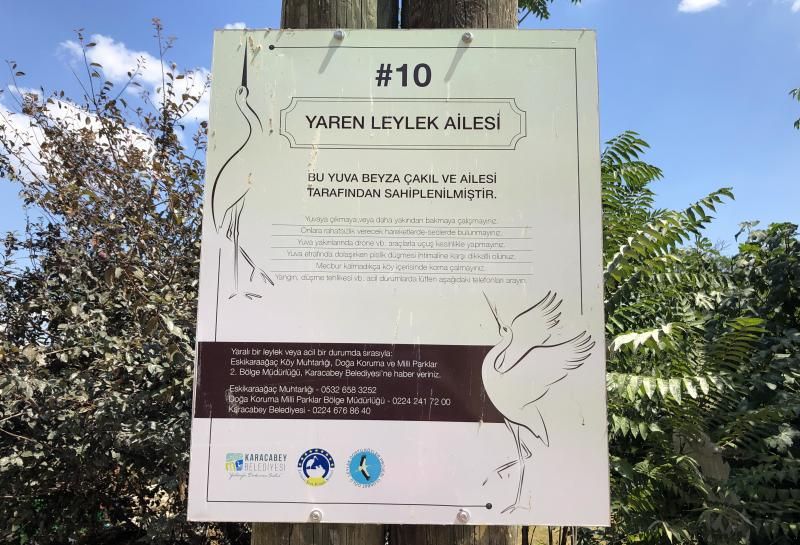 #10
YAREN LEYLEK AİLESİ
BU YUVA BEYZA ÇAKIL VE AİLESİ
TARAFINDAN SAHİPLENİLMİŞTİR.
Yuvaya çıkmaya veya daha yakından bakmaya çalışmayınız.
Onlara rahatsızlık verecek hareketlerde-seslerde bulunmayınız.
Yuva yakınlarında drone vb. araçlarla uçuş kesinlikle yapmayınız.
Yuva etrafında dolaşırken pislik düşmesi ihtimaline karşı dikkatli olunuz.
Mecbur kalmadıkça köy içerisinde korna çalmayınız.
Yangın, düşme tehlikesi vb. acil durumlarda lütfen aşağıdaki telefonları arayın.
Yaralı bir leylek veya acil bir durumda sırasıyla:
Eskikaraağaç Köy Muhtarlığı, Doğa Koruma ve Milli Parklar
2. Bölge Müdürlüğü, Karacabey Belediyesi'ne haber veriniz.
Eskikaraağaç Muhtarlığı - 0532 658 3252
Doğa Koruma Milli Parklar Bölge Müdürlüğü - 0224 241 72 00
Karacabey Belediyesi - 0224 676 86 40
KARACABEY
BELEDİYESİ